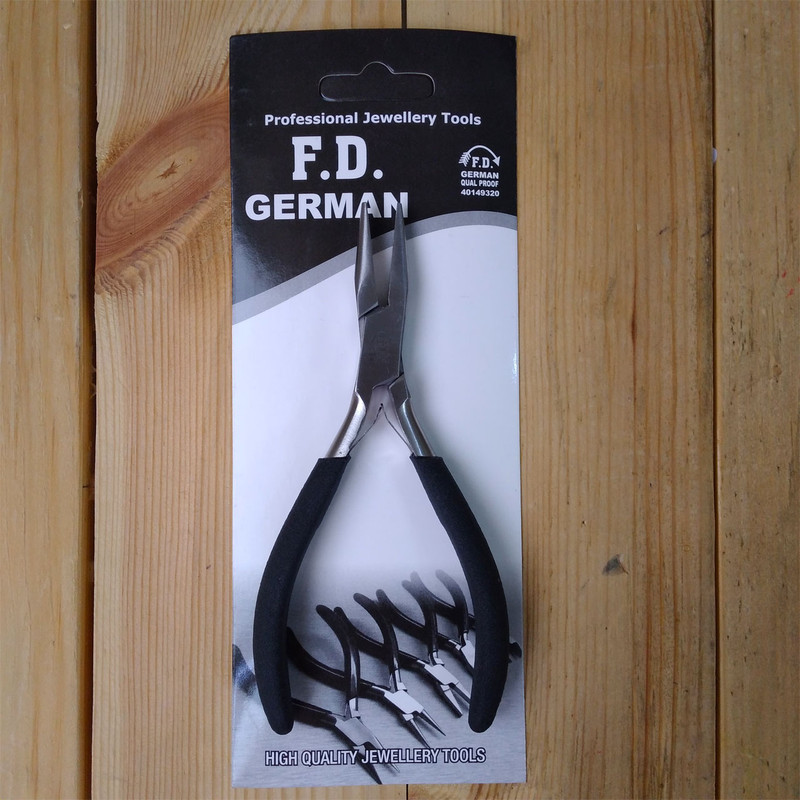 Professional Jewellery Tools
F.D.
GERMAN
F.D.
GERMAN
QUAL PROOF
40149320
HIGH QUALITY JEWELLERY TOOLS